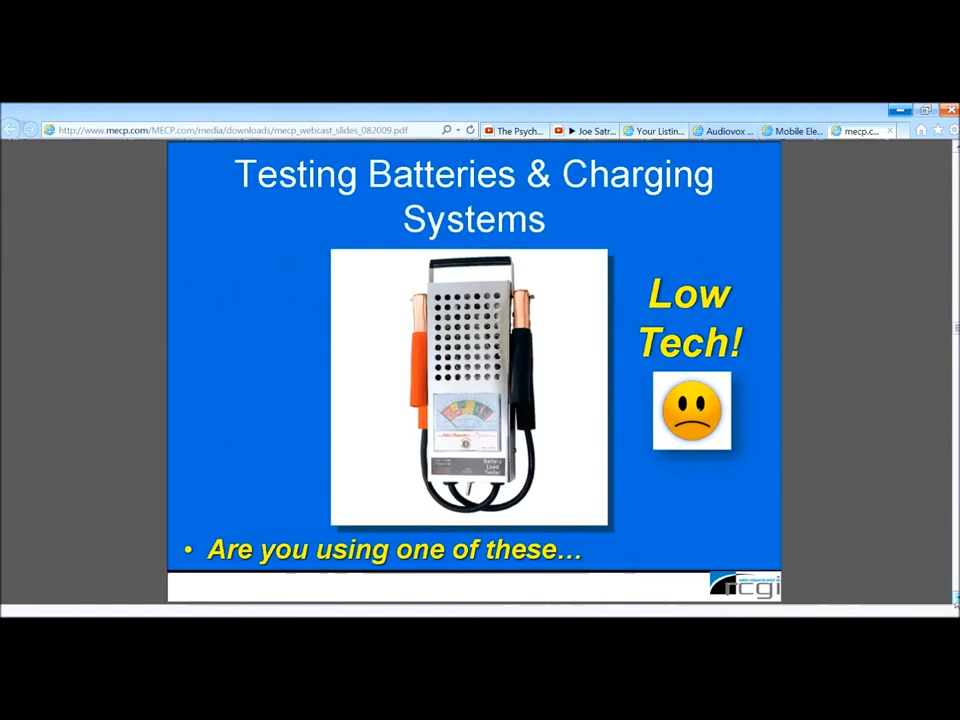 http://www.mecp.com/MECP.com/media/downloads/mecp_webcast_slides_082009.pdf
The Psych...
Joe Satr...
Your Listin...
Audiovox ...
Mobile Ele...
mecp.c...
Testing Batteries & Charging
Systems
Low
Tech!
Battery
Load
Tester
• Are you using one of these…
rcgi